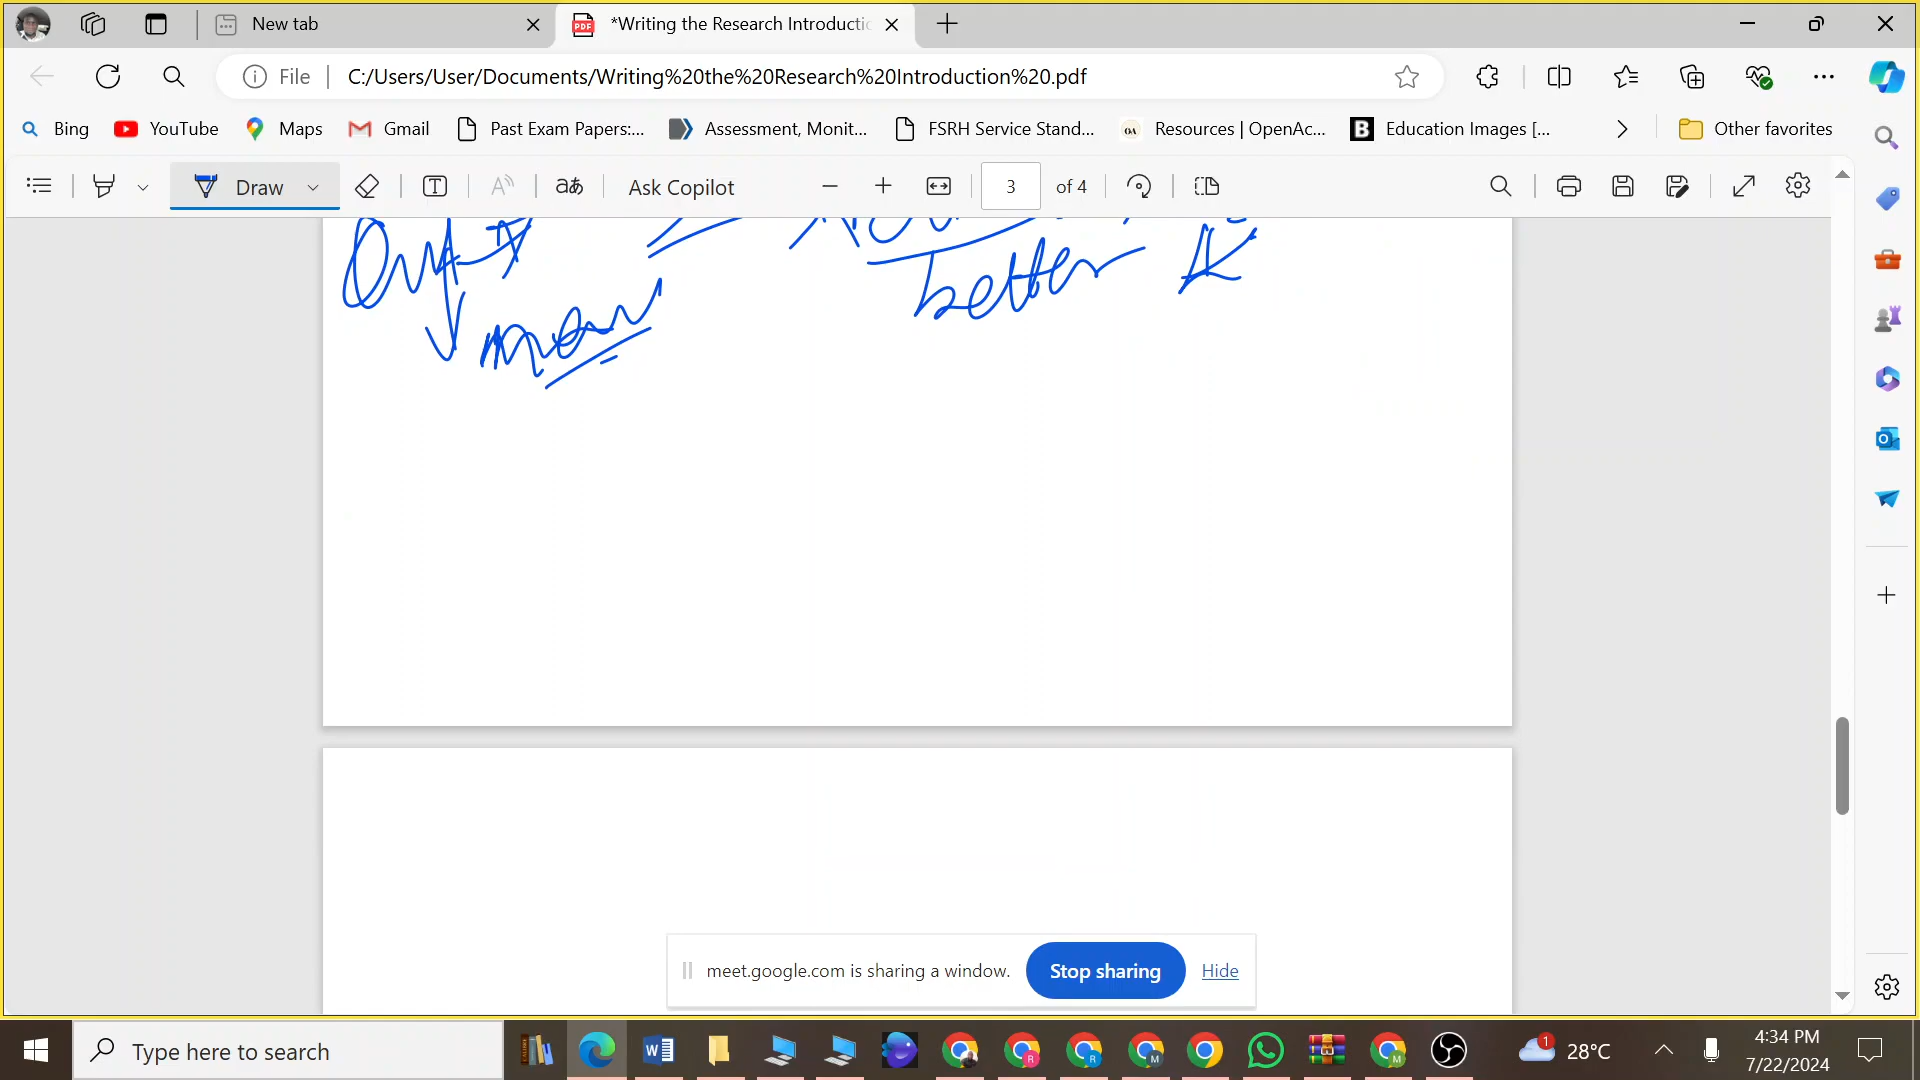 New tab
*Writing the Research Introductic
File
C:/Users/User/Documents/Writing%20the%20Research%20Introduction%20.pdf
Bing
YouTube
Maps
Gmail
Past Exam Papers:...
Assessment, Monit...
FSRH Service Stand...
Resources | OpenAc...
Education Images [...
Other favorites
Draw
Ask Copilot
3
of 4
better
meet.google.com is sharing a window.
Stop sharing
Hide
Type here to search
1
28°C
4:34 PM
7/22/2024